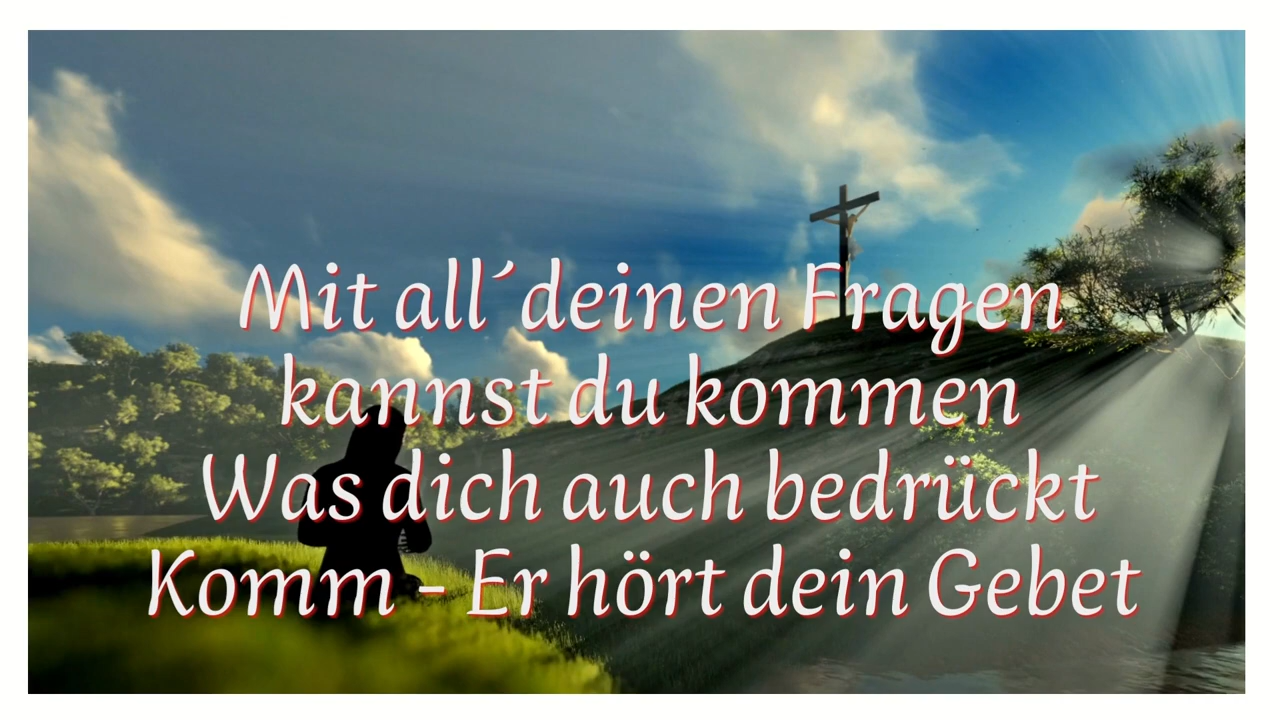 Mit all´deinen Fragen
kannst du kommen
Was dich auch bedrückt
Komm - Er hört dein Gebet